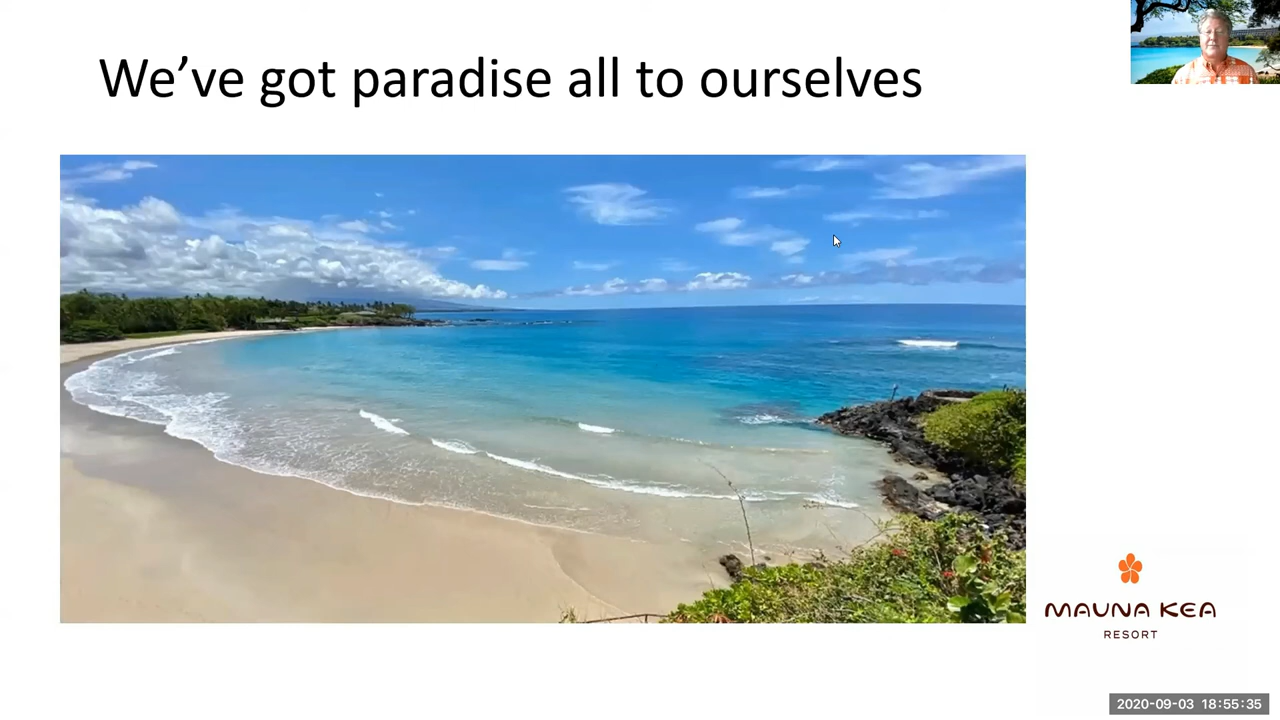 We’ve got paradise all to ourselves
MAUNA KEA
RESORT
2020-09-03 18:55:35